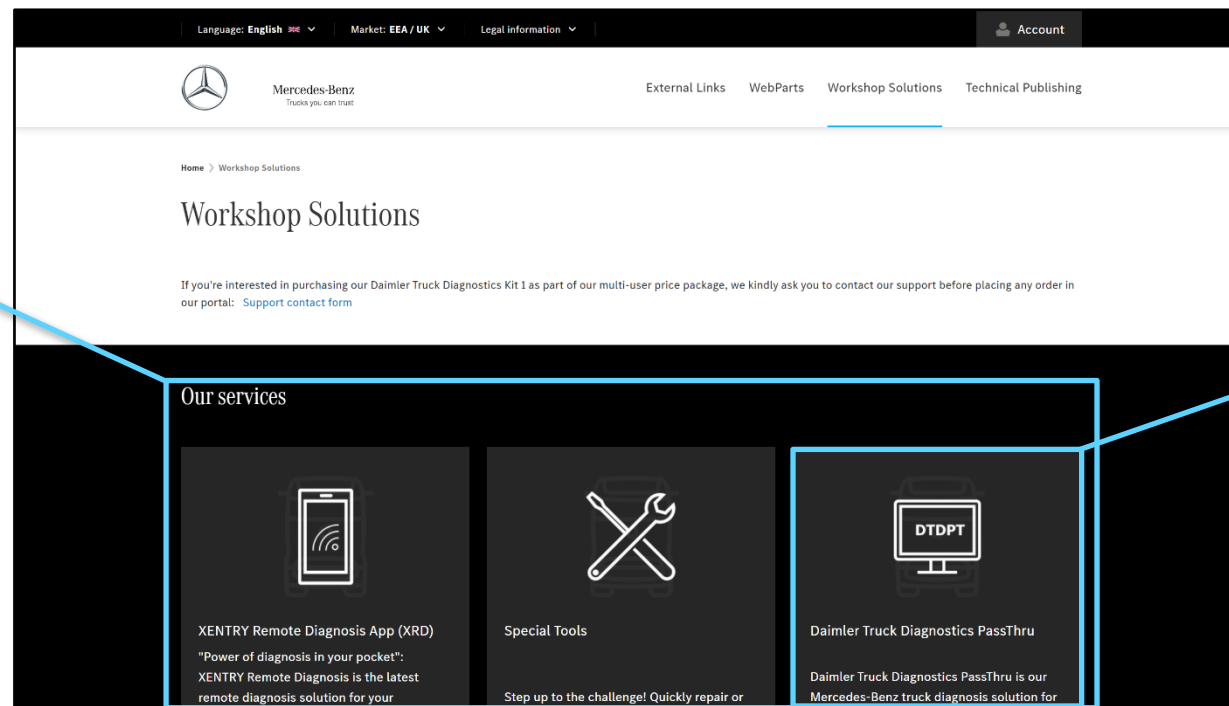 Language: English
Market: EEA / UK
Legal information
Account
Mercedes-Benz
Trucks you can trust
External Links
WebParts
Workshop Solutions
Technical Publishing
Home > Workshop Solutions
Workshop Solutions
If you're interested in purchasing our Daimler Truck Diagnostics Kit 1 as part of our multi-user price package, we kindly ask you to contact our support before placing any order in
our portal: Support contact form
Our services
XENTRY Remote Diagnosis App (XRD)
"Power of diagnosis in your pocket":
XENTRY Remote Diagnosis is the latest
remote diagnosis solution for your
Special Tools
Step up to the challenge! Quickly repair or
DTDPT
Daimler Truck Diagnostics PassThru
Daimler Truck Diagnostics PassThru is our
Mercedes-Benz truck diagnosis solution for